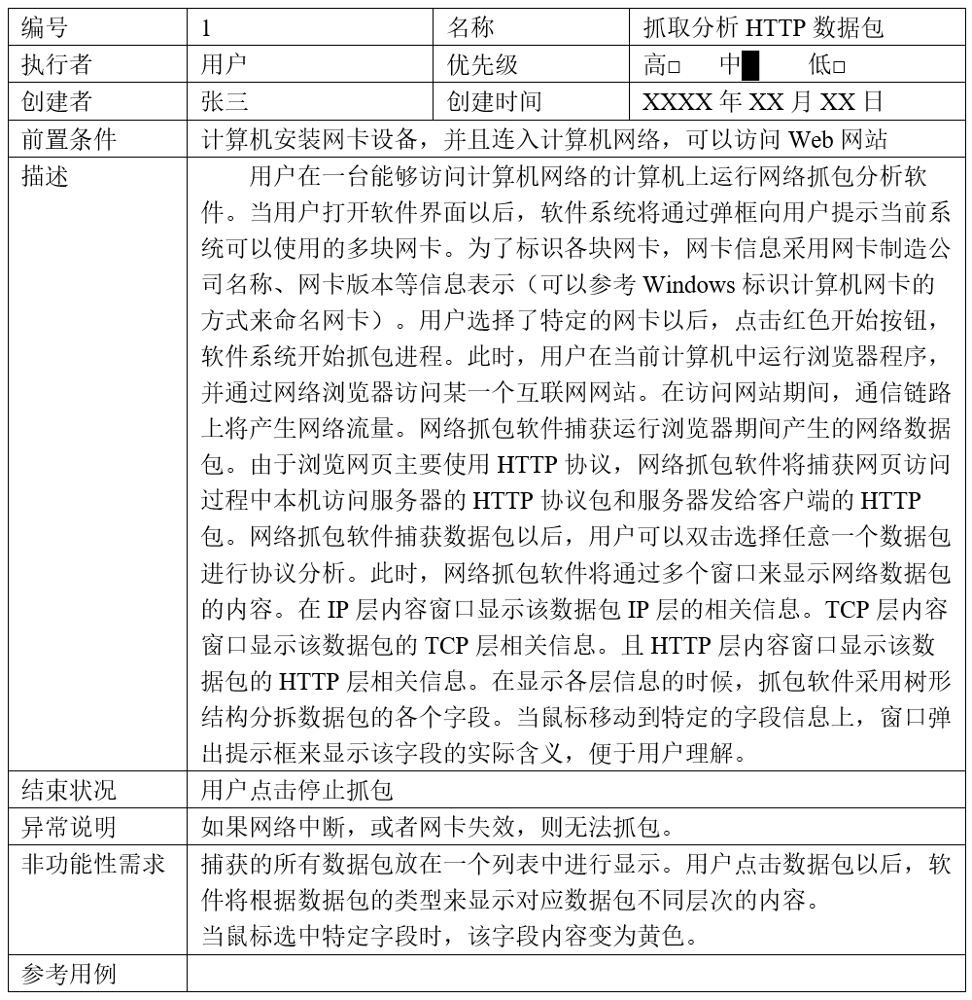 编号 1 名称 抓取分析 HTTP 数据包
执行者 用户 优先级 高□ 中█ 低□
创建者 张三 创建时间 XXXX 年 XX 月 XX 日
前置条件 计算机安装网卡设备，并且连入计算机网络，可以访问 Web 网站
描述 用户在一台能够访问计算机网络的计算机上运行网络抓包分析软
件。当用户打开软件界面以后，软件系统将通过弹框向用户提示当前系
统可以使用的多块网卡。为了标识各块网卡，网卡信息采用网卡制造公
司名称、网卡版本等信息表示（可以参考 Windows 标识计算机网卡的
方式来命名网卡）。用户选择了特定的网卡以后，点击红色开始按钮，
软件系统开始抓包进程。此时，用户在当前计算机中运行浏览器程序，
并通过网络浏览器访问某一个互联网网站。在访问网站期间，通信链路
上将产生网络流量。网络抓包软件捕获运行浏览器期间产生的网络数据
包。由于浏览网页主要使用 HTTP 协议，网络抓包软件将捕获网页访问
过程中本机访问服务器的 HTTP 协议包和服务器发给客户端的 HTTP
包。网络抓包软件捕获数据包以后，用户可以双击选择任意一个数据包
进行协议分析。此时，网络抓包软件将通过多个窗口来显示网络数据包
的内容。在 IP 层内容窗口显示该数据包 IP 层的相关信息。TCP 层内容
窗口显示该数据包的 TCP 层相关信息。且 HTTP 层内容窗口显示该数
据包的 HTTP 层相关信息。在显示各层信息的时候，抓包软件采用树形
结构分拆数据包的各个字段。当鼠标移动到特定的字段信息上，窗口弹
出提示框来显示该字段的实际含义，便于用户理解。
结束状况 用户点击停止抓包
异常说明 如果网络中断，或者网卡失效，则无法抓包。
非功能性需求 捕获的所有数据包放在一个列表中进行显示。用户点击数据包以后，软
件将根据数据包的类型来显示对应数据包不同层次的内容。
当鼠标选中特定字段时，该字段内容变为黄色。
参考用例